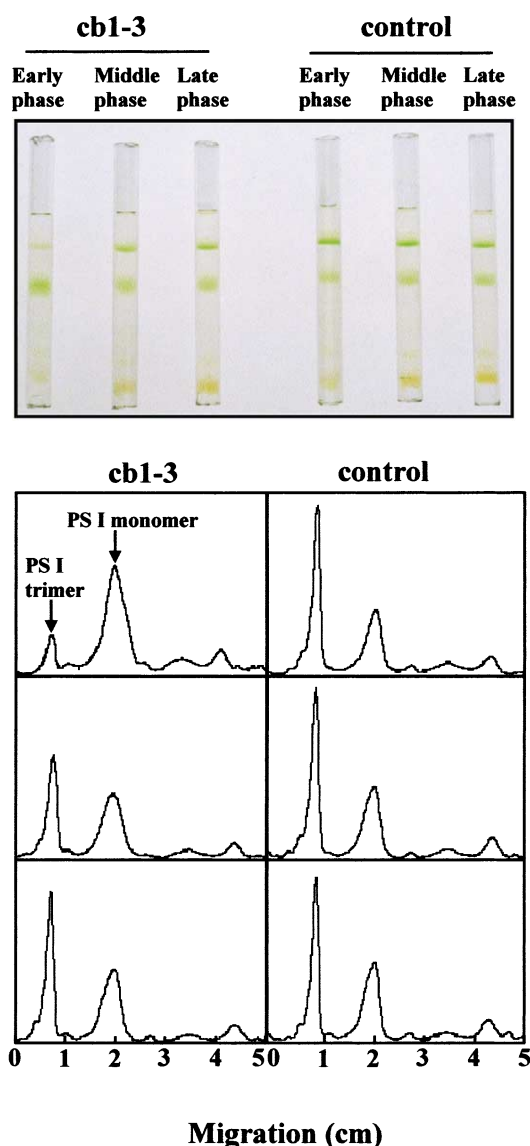 cb1-3 control
Early phase Middle phase Late phase Early phase Middle phase Late phase
cb1-3 control
PS I monomer
PS I trimer
0 1 2 3 4 5 0 1 2 3 4 5
Migration (cm)